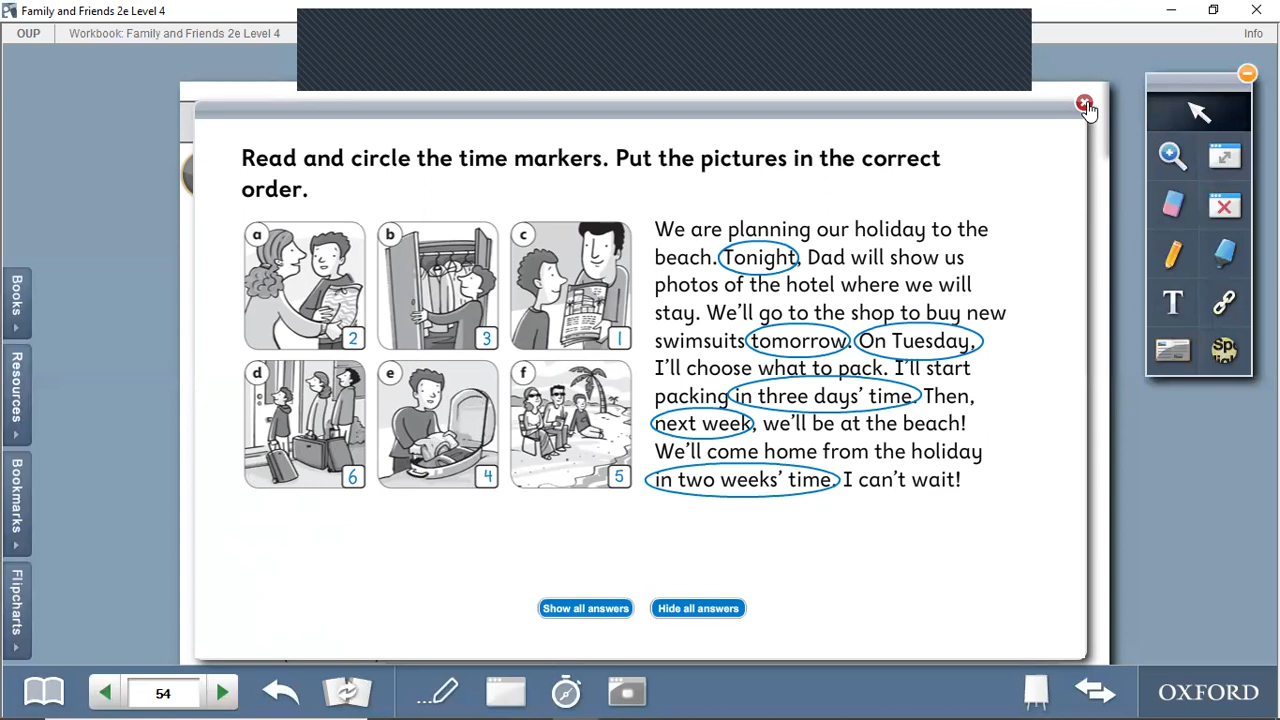 Family and Friends 2e Level 4
OUP
Workbook: Family and Friends 2e Level 4
Info
Read and circle the time markers. Put the pictures in the correct
order.
a
2
b
3
c
1
d
6
e
4
f
5
We are planning our holiday to the
beach. Tonight, Dad will show us
photos of the hotel where we will
stay. We'll go to the shop to buy new
swimsuits tomorrow. On Tuesday,
I'll choose what to pack. I'll start
packing in three days' time. Then,
next week, we'll be at the beach!
We'll come home from the holiday
in two weeks' time. I can't wait!
Show all answers
Hide all answers
Books
Resources
Bookmarks
Flipcharts
T
Sp
54
OXFORD